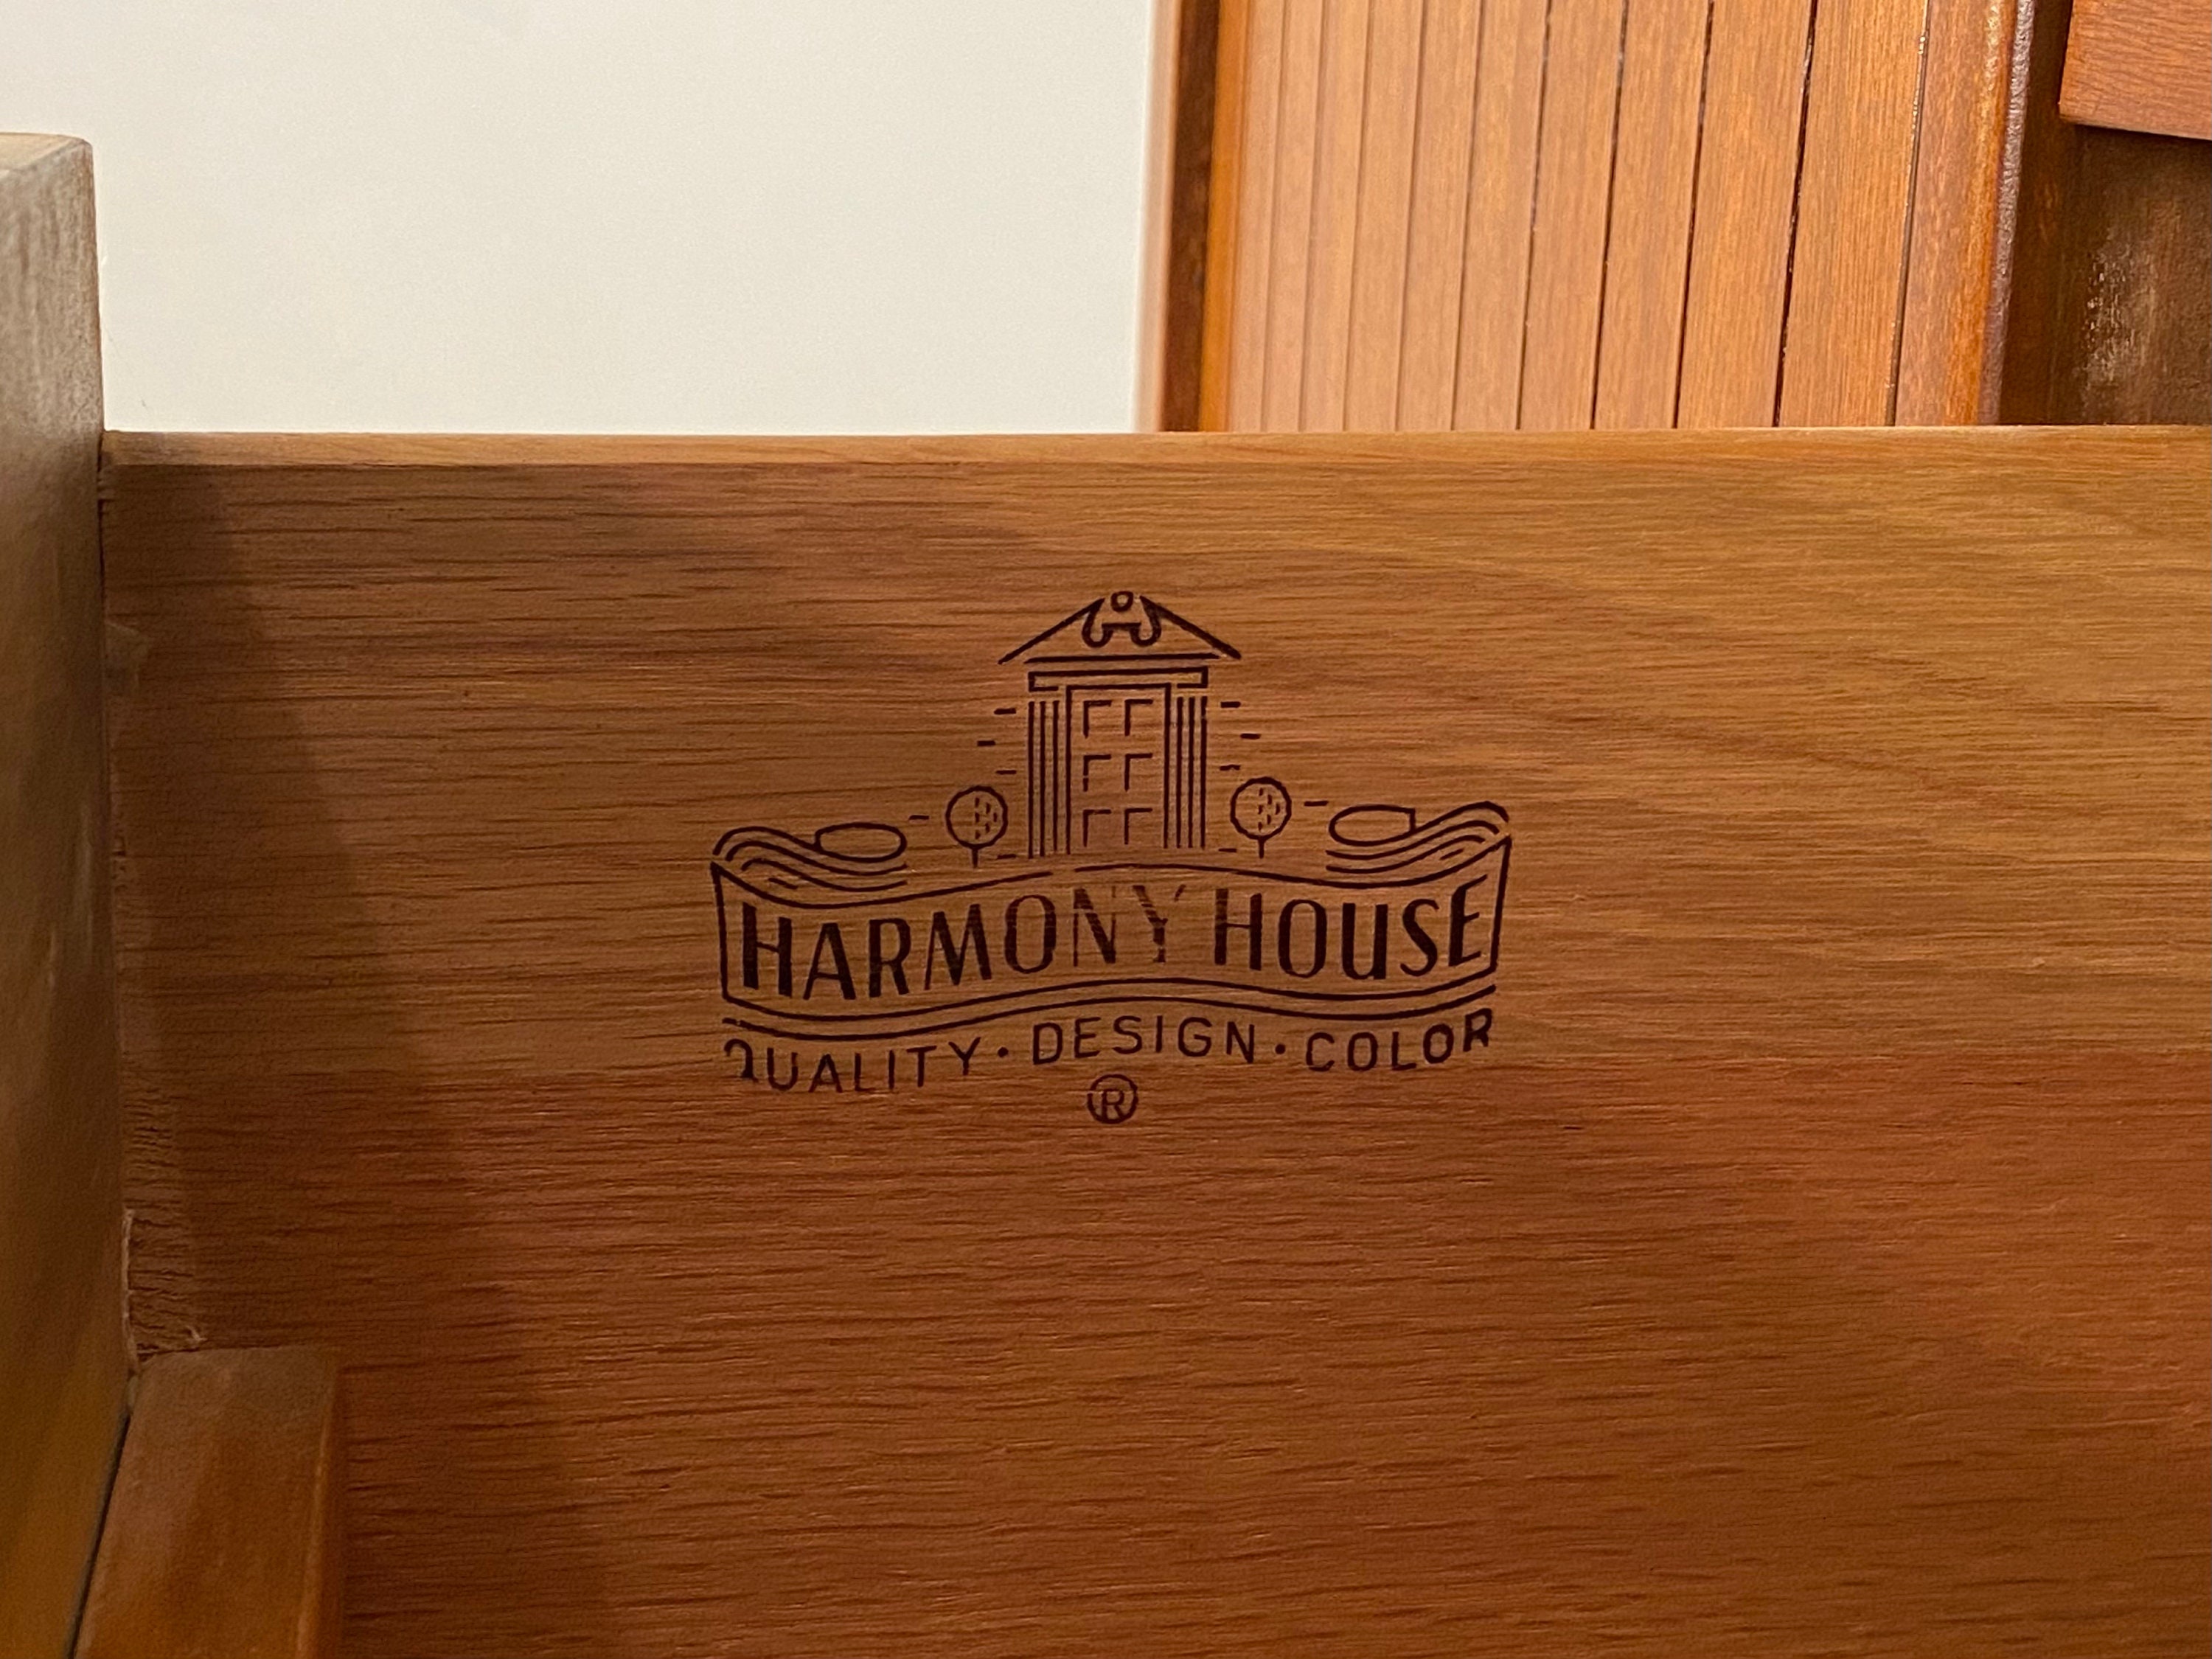 HARMONY HOUSE
QUALITY · DESIGN · COLOR
®